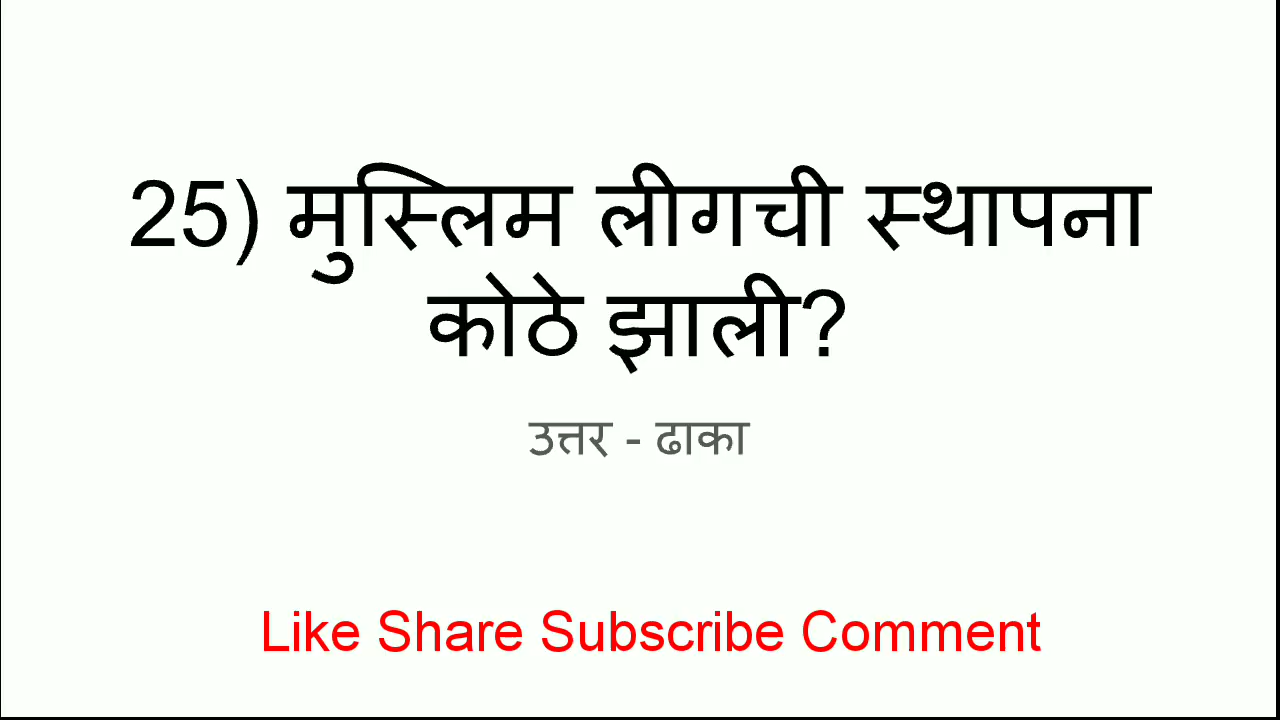 25) मुस्लिम लीगची स्थापना
कोठे झाली?
उत्तर - ढाका
Like Share Subscribe Comment